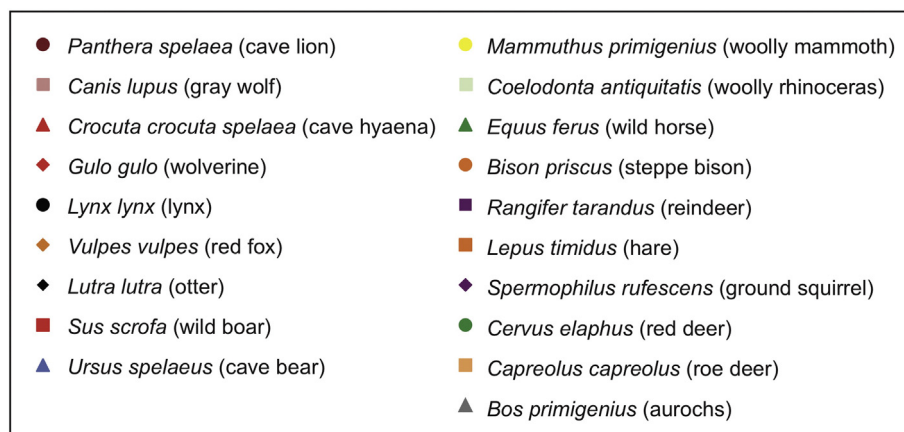 Panthera spelaea (cave lion)
Canis lupus (gray wolf)
Crocuta crocuta spelaea (cave hyaena)
Gulo gulo (wolverine)
Lynx lynx (lynx)
Vulpes vulpes (red fox)
Lutra lutra (otter)
Sus scrofa (wild boar)
Ursus spelaeus (cave bear)
Mammuthus primigenius (woolly mammoth)
Coelodonta antiquitatis (woolly rhinoceras)
Equus ferus (wild horse)
Bison priscus (steppe bison)
Rangifer tarandus (reindeer)
Lepus timidus (hare)
Spermophilus rufescens (ground squirrel)
Cervus elaphus (red deer)
Capreolus capreolus (roe deer)
Bos primigenius (aurochs)